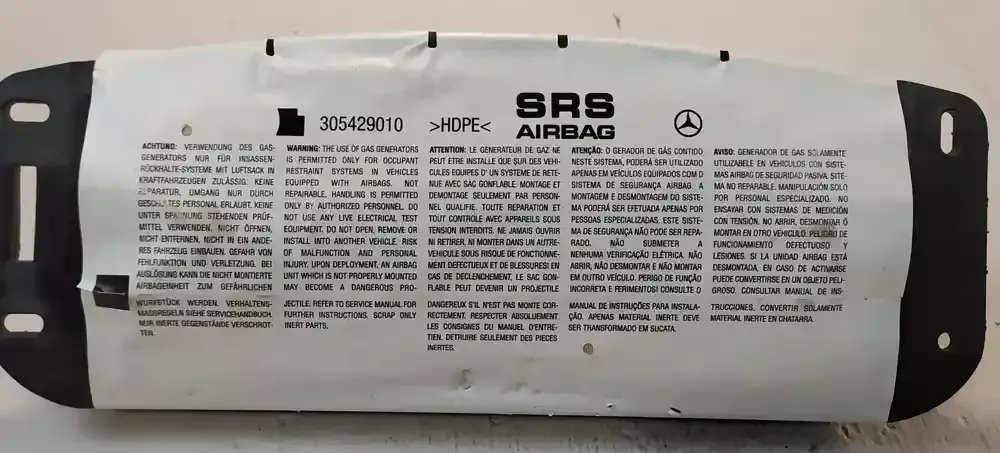 305429010 >HDPE< SRS
AIRBAG
ACHTUNG: VERWENDUNG DES GAS-
GENERATORS NUR FÜR INSASSEN-
RÜCKHALTE-SYSTEME MIT LUFTSACK IN
KRAFTFAHRZEUGEN ZULÄSSIG. KEINE
REPARATUR, UMGANG NUR DURCH
GESCHULTES PERSONAL ERLAUBT. KEINE
UNTER SPANNUNG STEHENDEN PRÜF-
MITTEL VERWENDEN, NICHT ÖFFNEN,
NICHT ENTFERNEN, NICHT IN EIN ANDE-
RES FAHRZEUG EINBAUEN. GEFAHR VON
FEHLFUNKTION UND VERLETZUNG. BEI
AUSLÖSUNG KANN DIE NICHT MONTIERTE
AIRBAGEINHEIT ZUM GEFÄHRLICHEN
WURFSTÜCK WERDEN. VERHALTENS-
MASSREGELN SIEHE SERVICEHANDBUCH.
NUR INERTE GEGENSTÄNDE VERSCHROT-
TEN.
WARNING: THE USE OF GAS GENERATORS
IS PERMITTED ONLY FOR OCCUPANT
RESTRAINT SYSTEMS IN VEHICLES
EQUIPPED WITH AIRBAGS. NOT
REPAIRABLE, HANDLING IS PERMITTED
ONLY BY AUTHORIZED PERSONNEL. DO
NOT USE ANY LIVE ELECTRICAL TEST
EQUIPMENT. DO NOT OPEN, REMOVE OR
INSTALL INTO ANOTHER VEHICLE. RISK
OF MALFUNCTION AND PERSONAL
INJURY. UPON DEPLOYMENT, AN AIRBAG
UNIT WHICH IS NOT PROPERLY MOUNTED
MAY BECOME A DANGEROUS PRO-
JECTILE. REFER TO SERVICE MANUAL FOR
FURTHER INSTRUCTIONS. SCRAP ONLY
INERT PARTS.
ATTENTION: LE GENERATEUR DE GAZ NE
PEUT ETRE INSTALLE QUE SUR DES VEHI-
CULES EQUIPES D' UN SYSTEME DE RETE-
NUE AVEC SAC GONFLABLE. MONTAGE ET
DEMONTAGE SEULEMENT PAR PERSON-
NEL QUALIFIE. TOUTE REPARATION ET
TOUT CONTROLE AVEC APPAREILS SOUS
TENSION INTERDITS. NE JAMAIS OUVRIR
NI RETIRER, NI MONTER DANS UN AUTRE-
VEHICULE SOUS RISQUE DE FONCTIONNE-
MENT DEFECTUEUX ET DE BLESSURES! EN
CAS DE DECLENCHEMENT, LE SAC GON-
FLABLE PEUT DEVENIR UN PROJECTILE
DANGEREUX S'IL N'EST PAS MONTE COR-
RECTEMENT. RESPECTER ABSOLUEMENT
LES CONSIGNES DU MANUEL D'ENTRE-
TIEN. DETRUIRE SEULEMENT DES PIECES
INERTES.
ATENÇÃO: O GERADOR DE GÁS CONTIDO
NESTE SISTEMA, PODERÁ SER UTILIZADO
APENAS EM VEÍCULOS EQUIPADOS COM O
SISTEMA DE SEGURANÇA AIRBAG. A
MONTAGEM E DESMONTAGEM DO SISTE-
MA PODERÁ SER EFETUADA APENAS POR
PESSOAS ESPECIALIZADAS. ESTE SISTE-
MA DE SEGURANÇA NÃO PODE SER REPA-
RADO. NÃO SUBMETER A
NENHUMA VERIFICAÇÃO ELÉTRICA. NÃO
ABRIR, NÃO DESMONTAR E NÃO MONTAR
EM OUTRO VEÍCULO. PERIGO DE FUNÇÃO
INCORRETA E FERIMENTOS! CONSULTE O
MANUAL DE INSTRUÇÕES PARA INSTALA-
ÇÃO. APENAS MATERIAL INERTE DEVE
SER TRANSFORMADO EM SUCATA.
AVISO: GENERADOR DE GAS SOLAMENTE
UTILIZABLE EN VEHICULOS CON SISTE-
MAS AIRBAG DE SEGURIDAD PASIVA. SITE-
MA NO REPARABLE. MANIPULACIÓN SOLO
POR PERSONAL ESPECIALIZADO. NO
ENSAYAR CON SISTEMAS DE MEDICIÓN
CON TENSIÓN. NO ABRIR, DESMONTAR Ó
MONTAR EN OTRO VEHICULO. PELIGRO DE
FUNCIONAMIENTO DEFECTUOSO Y
LESIONES. SI LA UNIDAD AIRBAG ESTÁ
DESMONTADA, EN CASO DE ACTIVARSE
PUEDE CONVERTIRSE EN UN OBJETO PELI-
GROSO. CONSULTAR MANUAL DE INS-
TRUCCIONES. CONVERTIR SOLAMENTE
MATERIAL INERTE EN CHATARRA.